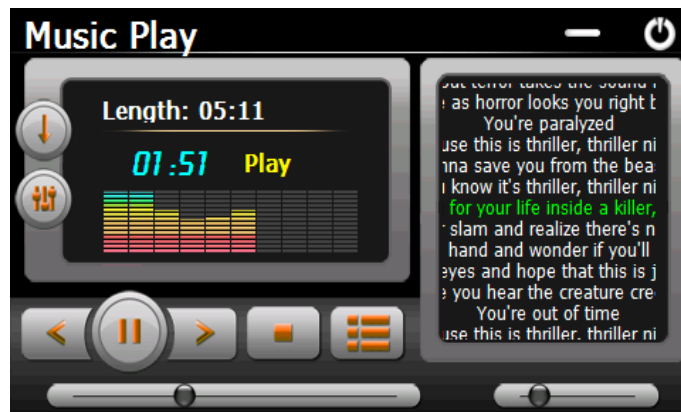 Music Play
Length: 05:11
01:51 Play
but terror takes the sound
as horror looks you right
You're paralyzed
use this is thriller, thriller ni
nna save you from the bea
know it's thriller, thriller ni
for your life inside a killer,
slam and realize there's n
hand and wonder if you'll
eyes and hope that this is j
you hear the creature cre
You're out of time
use this is thriller, thriller ni